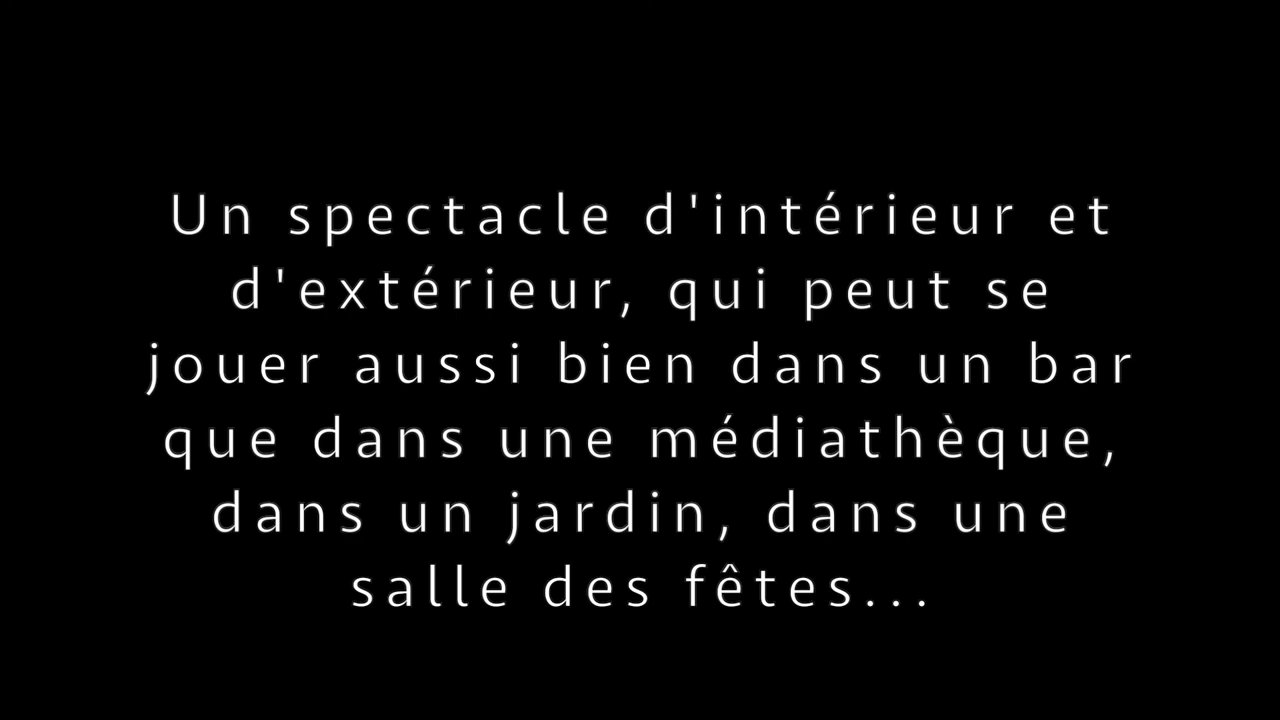 Un spectacle d'intérieur et
d'extérieur, qui peut se
jouer aussi bien dans un bar
que dans une médiathèque,
dans un jardin, dans une
salle des fêtes...